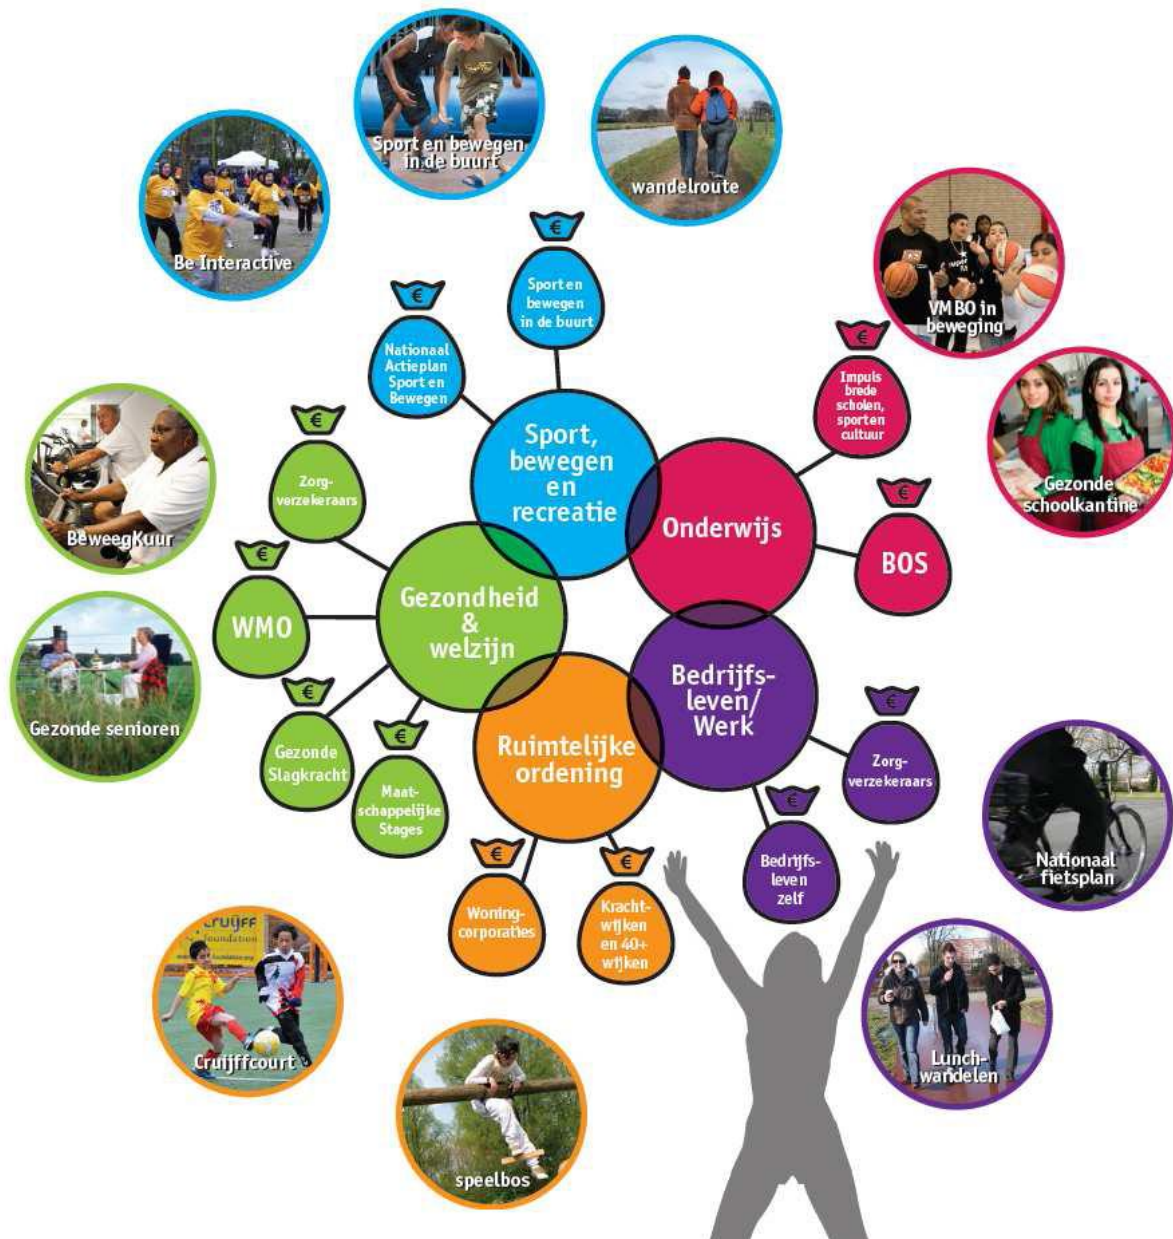 Sport en bewegen
in de buurt
wandelroute
Be Interactive
€
Sport en
bewegen
in de buurt
€
Nationaal
Actieplan
Sport en
Bewegen
VMBO in
beweging
€
Impuls
brede
scholen,
sport en
cultuur
Gezonde
schoolkantine
€
BOS
Sport,
bewegen
en
recreatie
Onderwijs
€
Zorg-
verzekeraars
BeweegKuur
€
WMO
Gezondheid
&
welzijn
Gezonde senioren
€
Gezonde
Slagkracht
€
Maat-
schappelijke
Stages
Ruimtelijke
ordening
Bedrijfs-
leven/
Werk
€
Zorg-
verzekeraars
€
Bedrijfs-
leven
zelf
Nationaal
fietsplan
€
Woning-
corporaties
€
Kracht-
wijken
en 40+
wijken
cruijff
foundation
Cruijffcourt
Lunch-
wandelen
speelbos